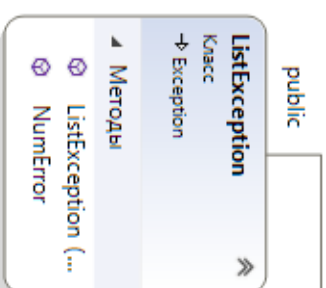 public
ListException
Класс
Exception
Методы
ListException (...
NumError